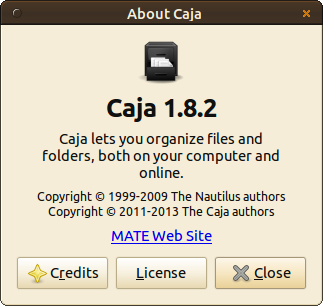 About Caja
Caja 1.8.2
Caja lets you organize files and
folders, both on your computer and
online.
Copyright © 1999-2009 The Nautilus authors
Copyright © 2011-2013 The Caja authors
MATE Web Site
Credits
License
Close